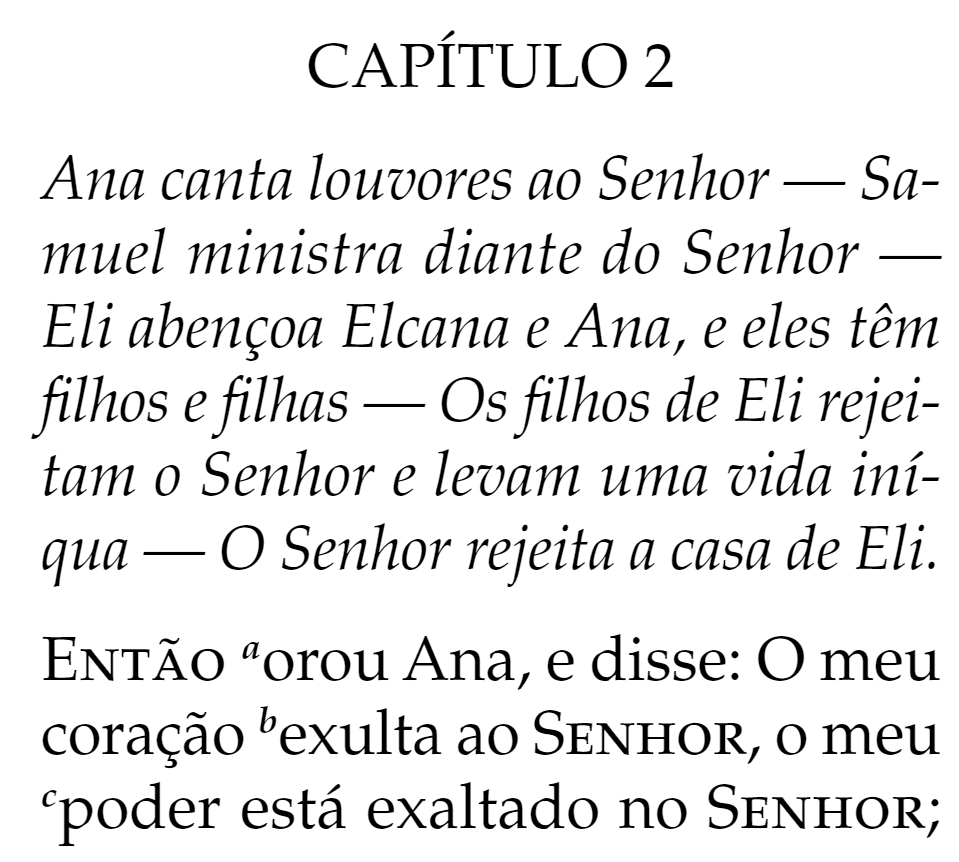 CAPÍTULO 2
Ana canta louvores ao Senhor — Sa-
muel ministra diante do Senhor —
Eli abençoa Elcana e Ana, e eles têm
filhos e filhas — Os filhos de Eli rejei-
tam o Senhor e levam uma vida iní-
qua — O Senhor rejeita a casa de Eli.
ENTÃO aorou Ana, e disse: O meu
coração bexulta ao SENHOR, o meu
cpoder está exaltado no SENHOR;